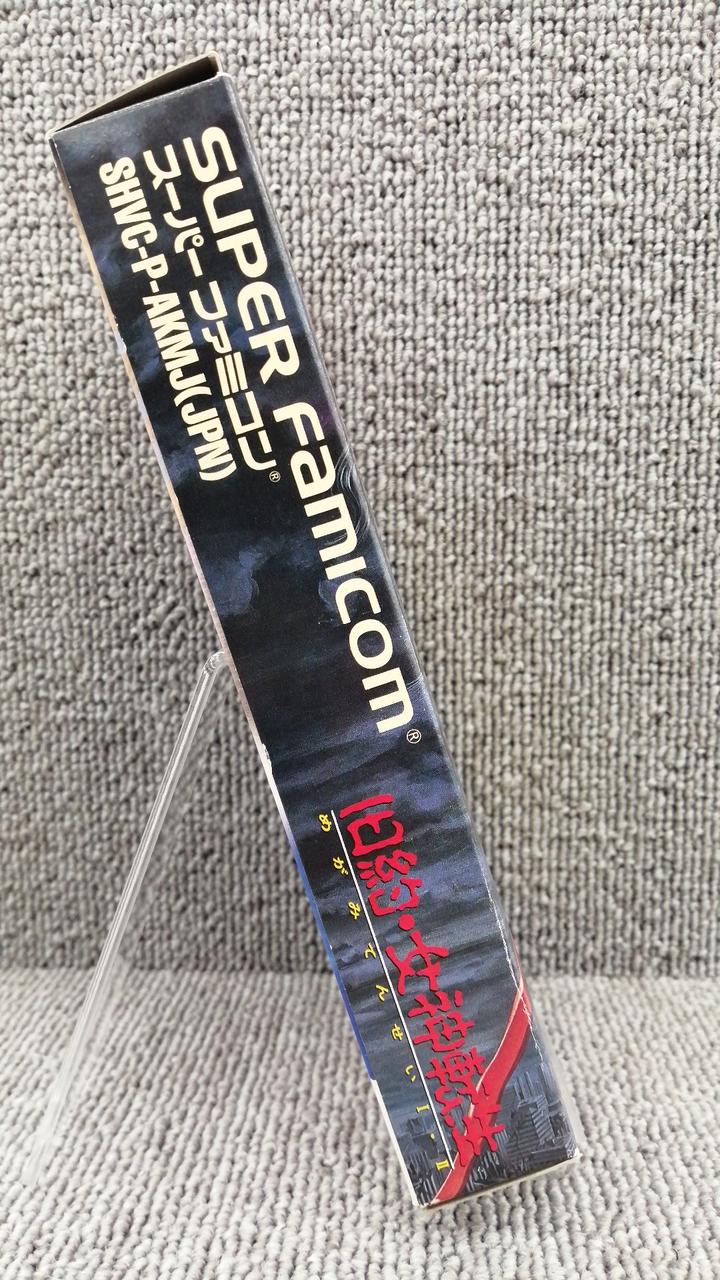 SUPER FAMICOM®
スーパーファミコン®
SHVC-P-AKMJ(JPN)
旧約・女神転生
めがみてんせいI・II